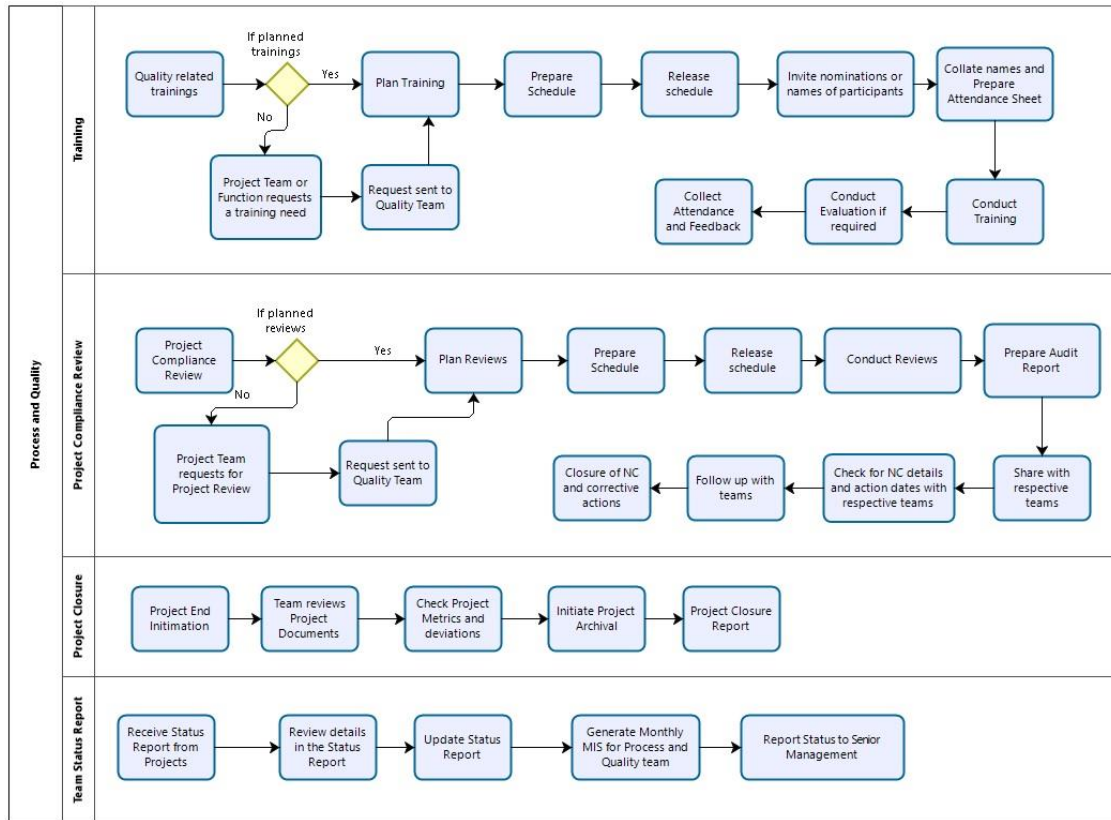 Process and Quality
Training
If planned
trainings
Quality related
trainings
Yes
No
Plan Training
Prepare
Schedule
Release
schedule
Invite nominations or
names of participants
Collate names and
Prepare
Attendance Sheet
Project Team or
Function requests
a training need
Request sent to
Quality Team
Collect
Attendance
and Feedback
Conduct
Evaluation if
required
Conduct
Training
Project Compliance Review
If planned
reviews
Project
Compliance
Review
Yes
No
Plan Reviews
Prepare
Schedule
Release
schedule
Conduct Reviews
Prepare Audit
Report
Project Team
requests for
Project Review
Request sent to
Quality Team
Closure of NC
and corrective
actions
Follow up with
teams
Check for NC details
and action dates with
respective teams
Share with
respective
teams
Project Closure
Project End
Initimation
Team reviews
Project
Documents
Check Project
Metrics and
deviations
Initiate Project
Archival
Project Closure
Report
Team Status Report
Receive Status
Report from
Projects
Review details
in the Status
Report
Update Status
Report
Generate Monthly
MIS for Process and
Quality team
Report Status to Senior
Management